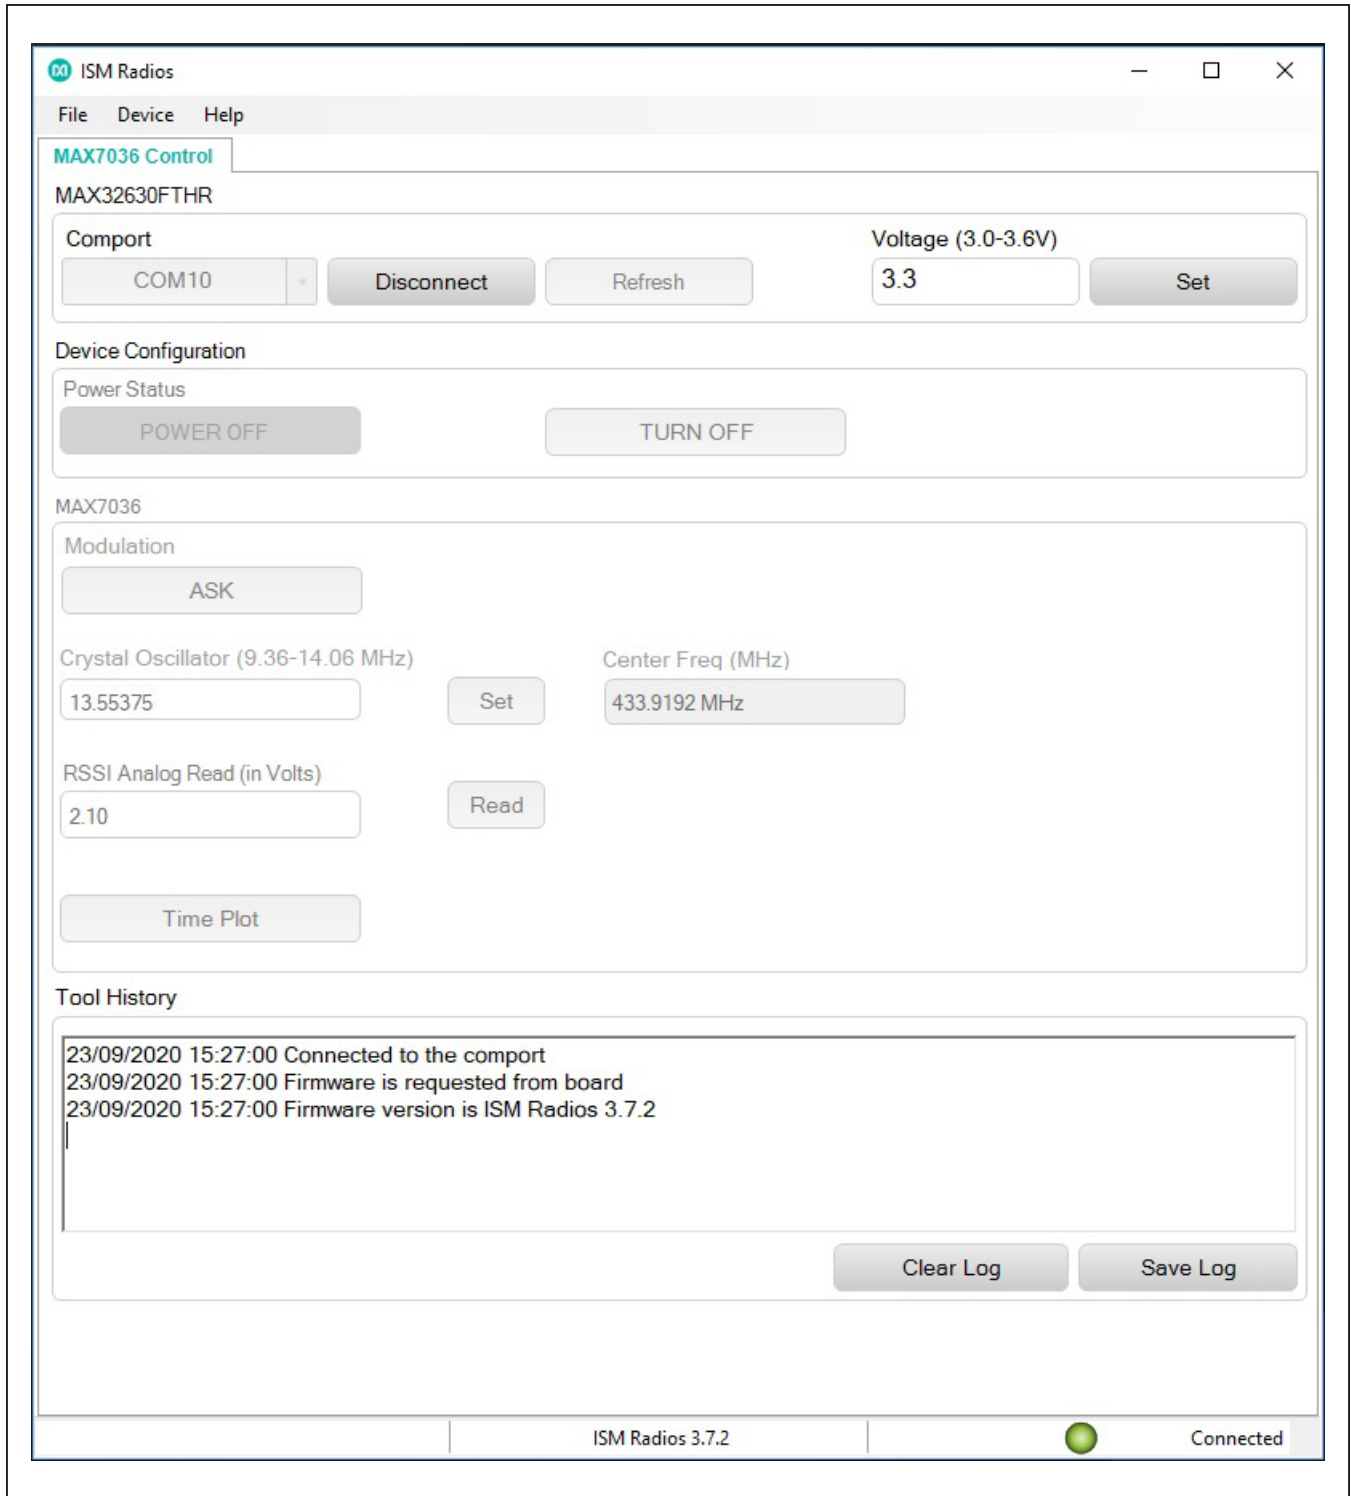 ISM Radios
File Device Help
MAX7036 Control
MAX32630FTHR
Comport Voltage (3.0-3.6V)
COM10 Disconnect Refresh 3.3 Set
Device Configuration
Power Status
POWER OFF TURN OFF
MAX7036
Modulation
ASK
Crystal Oscillator (9.36-14.06 MHz) Center Freq (MHz)
13.55375 Set 433.9192 MHz
RSSI Analog Read (in Volts)
2.10 Read
Time Plot
Tool History
23/09/2020 15:27:00 Connected to the comport
23/09/2020 15:27:00 Firmware is requested from board
23/09/2020 15:27:00 Firmware version is ISM Radios 3.7.2
Clear Log Save Log
ISM Radios 3.7.2 Connected